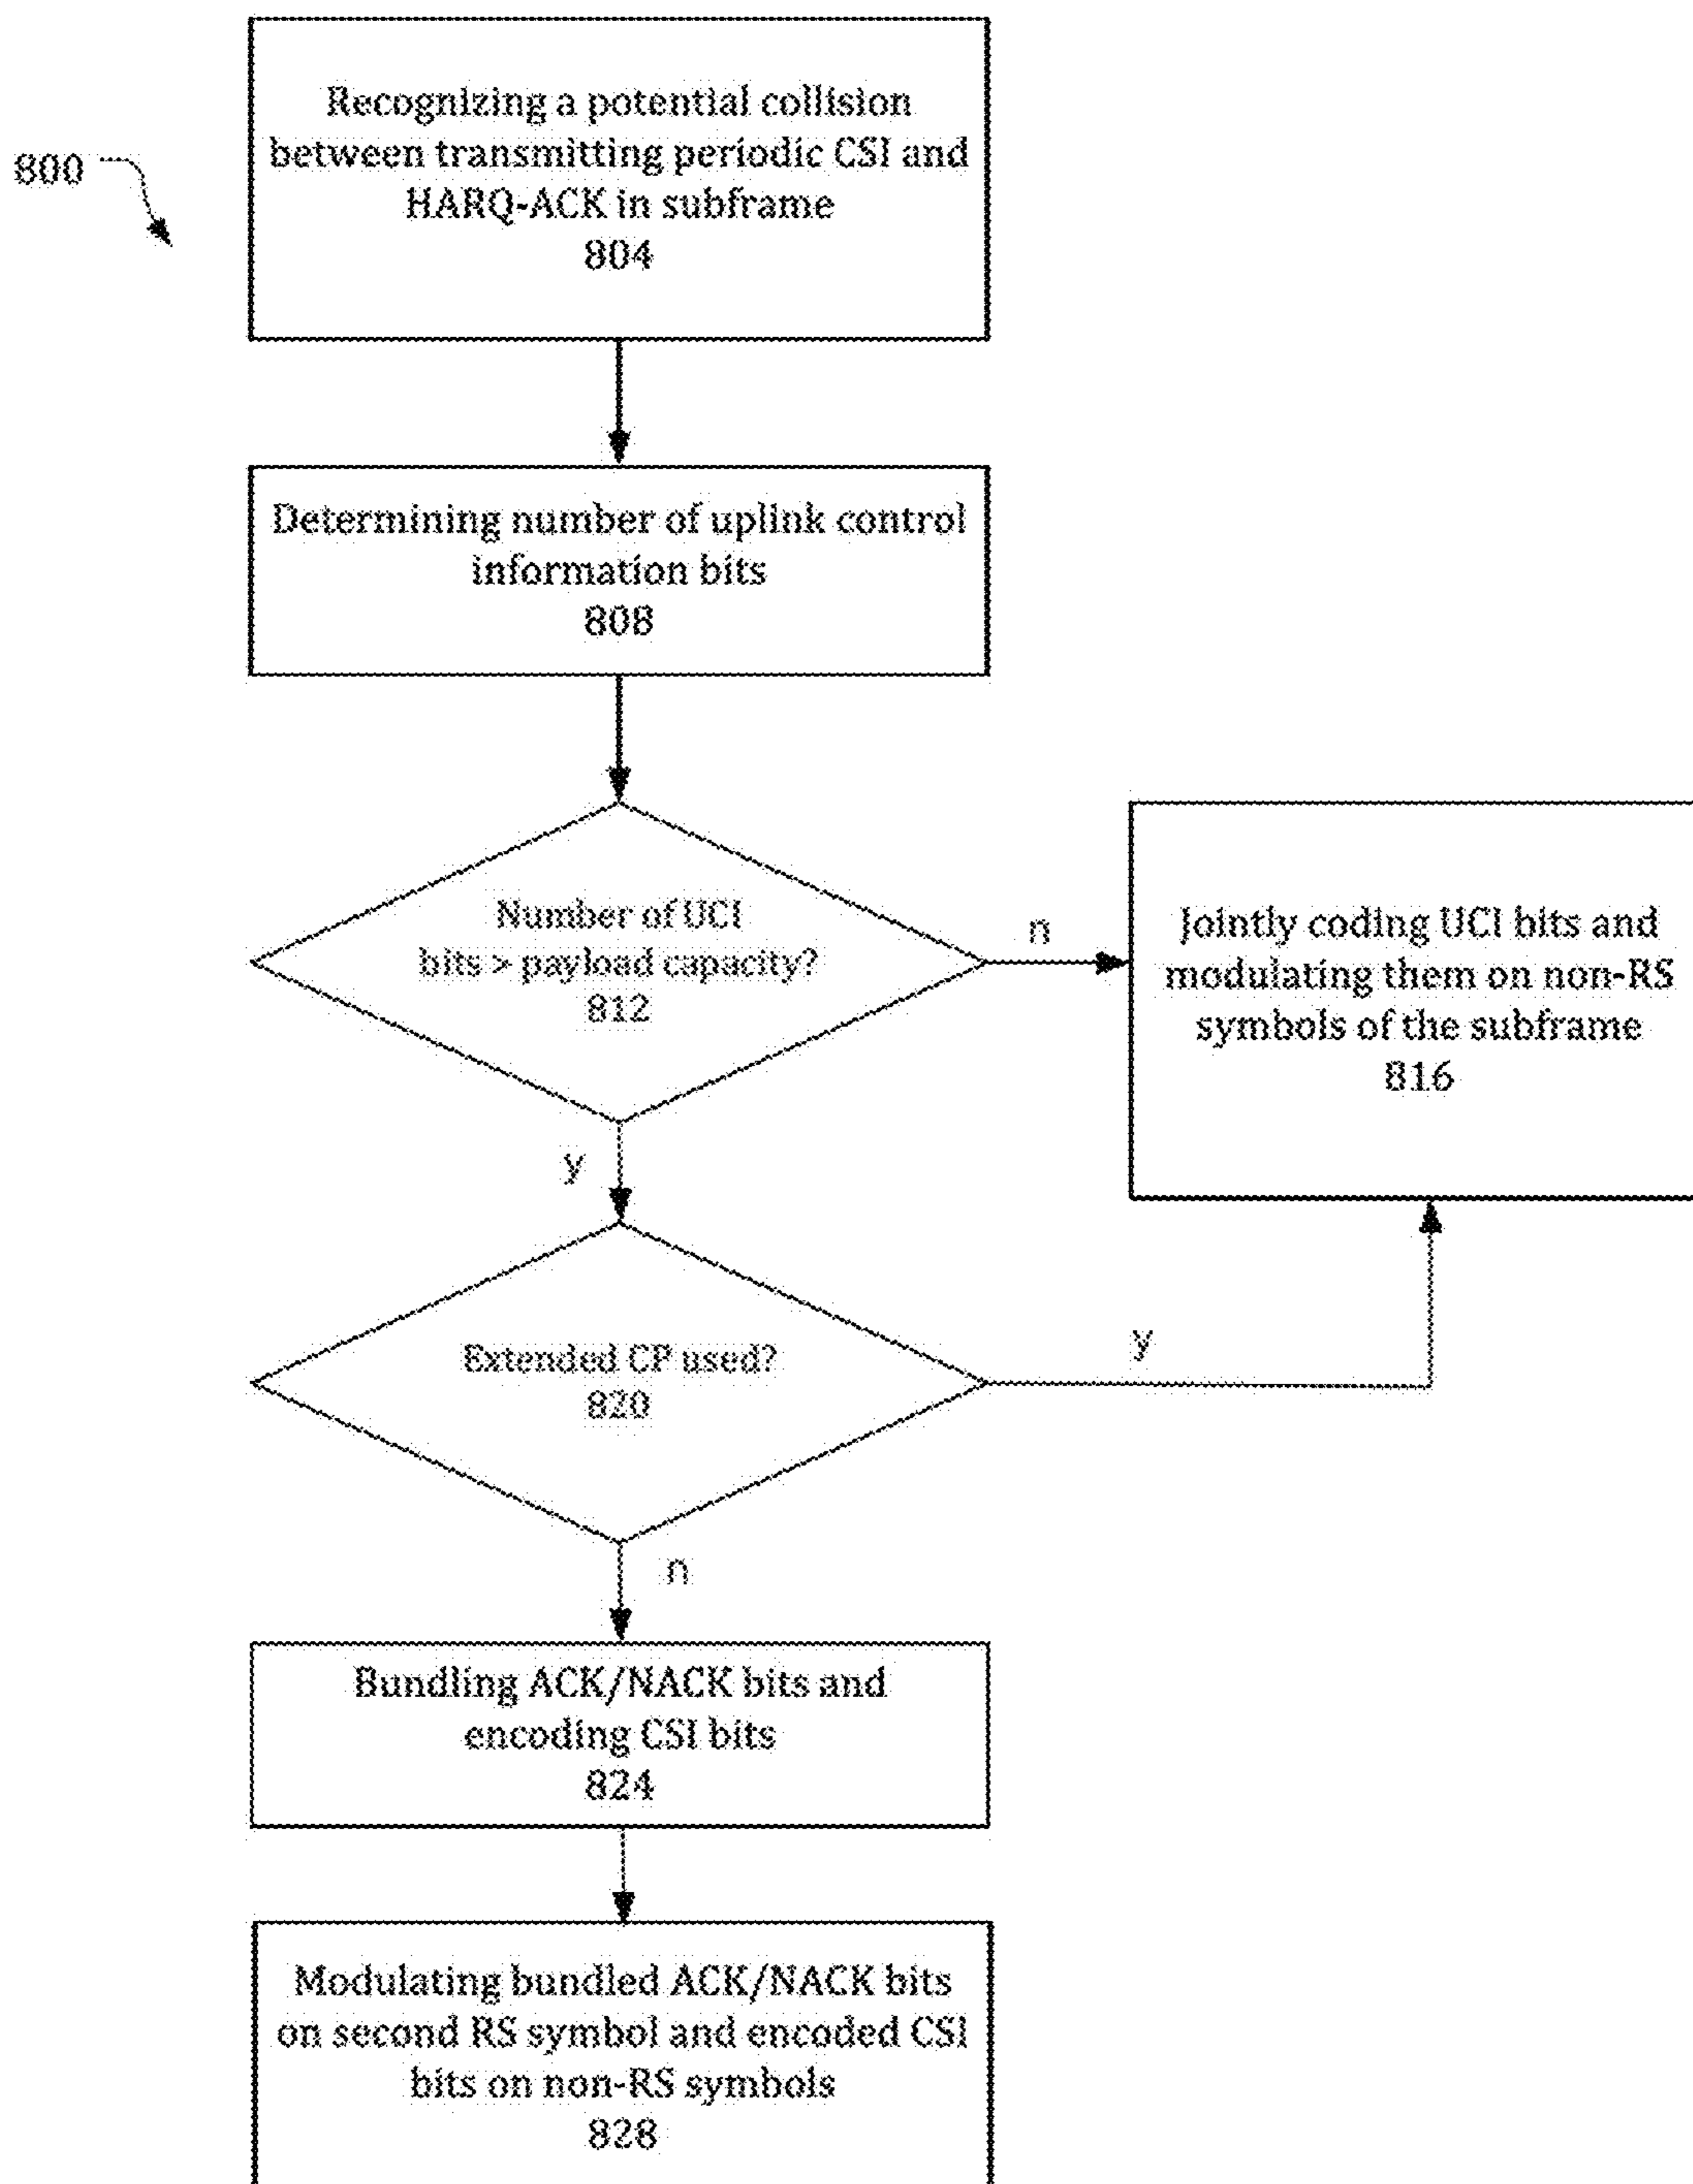 800
Recognizing a potential collision
between transmitting periodic CSI and
HARQ-ACK in subframe
804
Determining number of uplink control
information bits
808
Number of UCI
bits > payload capacity?
812
n
Jointly coding UCI bits and
modulating them on non-RS
symbols of the subframe
816
y
Extended CP used?
820
y
n
Bundling ACK/NACK bits and
encoding CSI bits
824
Modulating bundled ACK/NACK bits
on second RS symbol and encoded CSI
bits on non-RS symbols
828